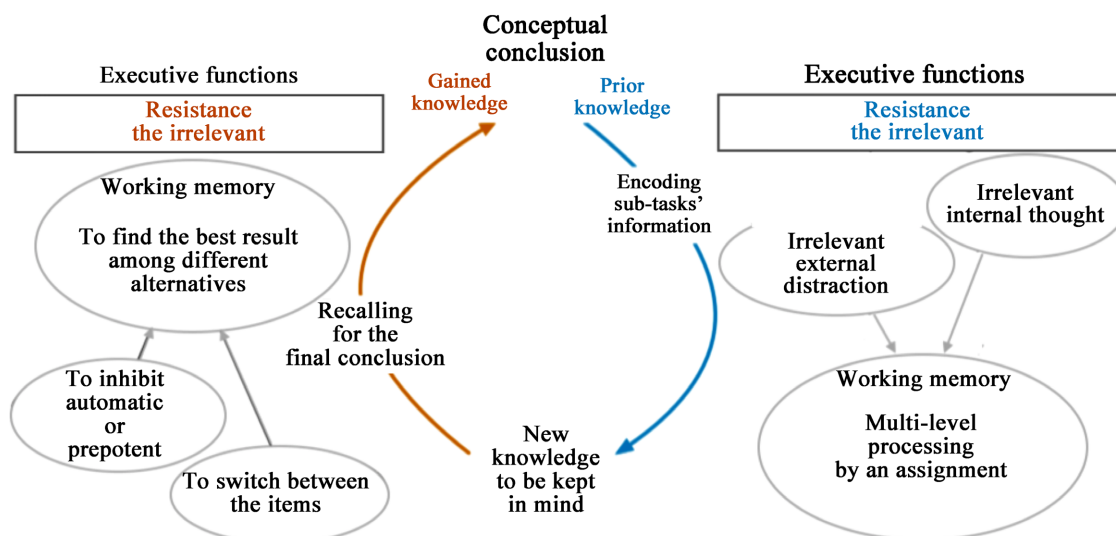 Conceptual
conclusion
Executive functions
Resistance
the irrelevant
Working memory
To find the best result
among different
alternatives
To inhibit
automatic
or
prepotent
To switch between
the items
Gained
knowledge
Prior
knowledge
Encoding
sub-tasks’
information
Recalling
for the
final conclusion
New
knowledge
to be kept
in mind
Executive functions
Resistance
the irrelevant
Irrelevant
internal thought
Irrelevant
external
distraction
Working memory
Multi-level
processing
by an assignment